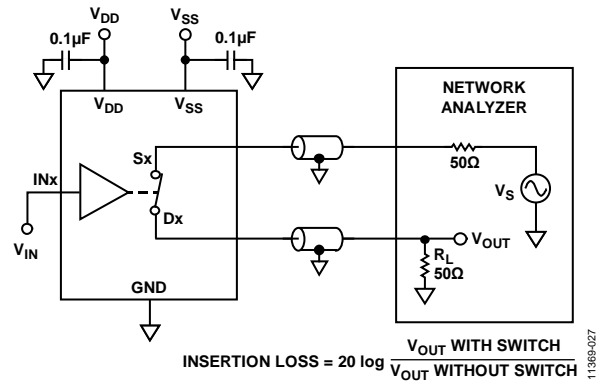 VDD
VSS
0.1µF
0.1µF
VDD
VSS
NETWORK
ANALYZER
Sx
50Ω
VS
INx
Dx
VOUT
VIN
RL
50Ω
GND
INSERTION LOSS = 20 log VOUT WITH SWITCH
VOUT WITHOUT SWITCH
11369-027